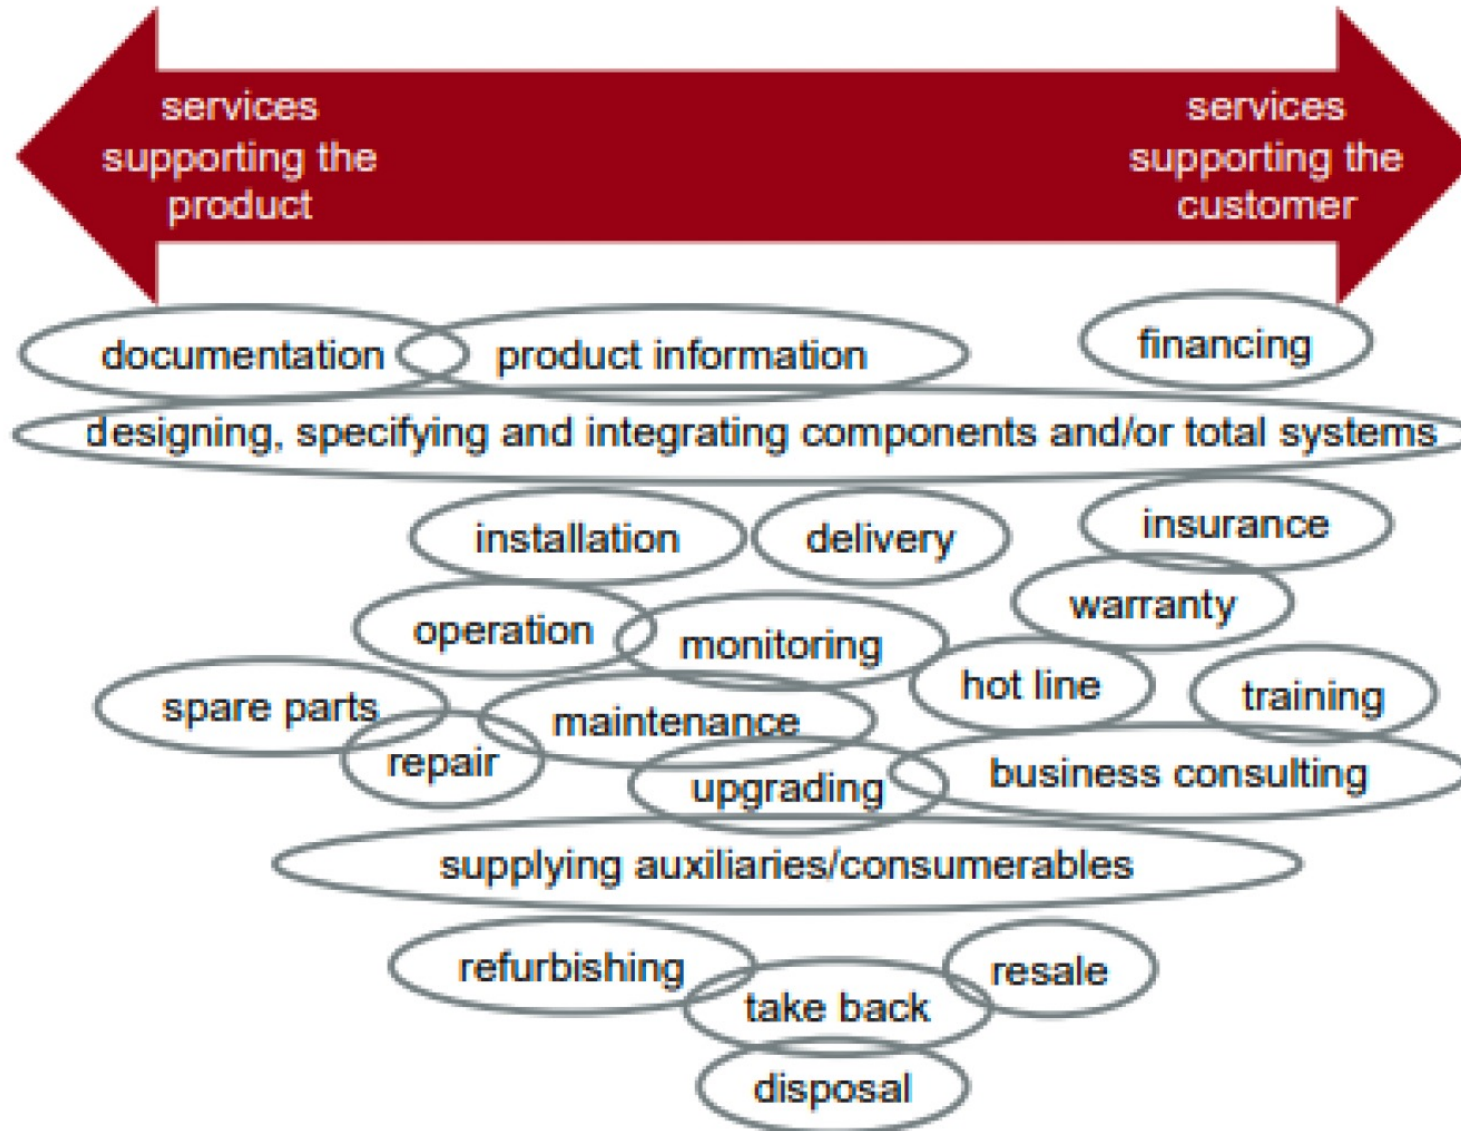 services
supporting the
product
services
supporting the
customer
documentation
product information
financing
designing, specifying and integrating components and/or total systems
installation
delivery
insurance
operation
monitoring
warranty
spare parts
maintenance
hot line
training
repair
upgrading
business consulting
supplying auxiliaries/consumerables
refurbishing
take back
resale
disposal